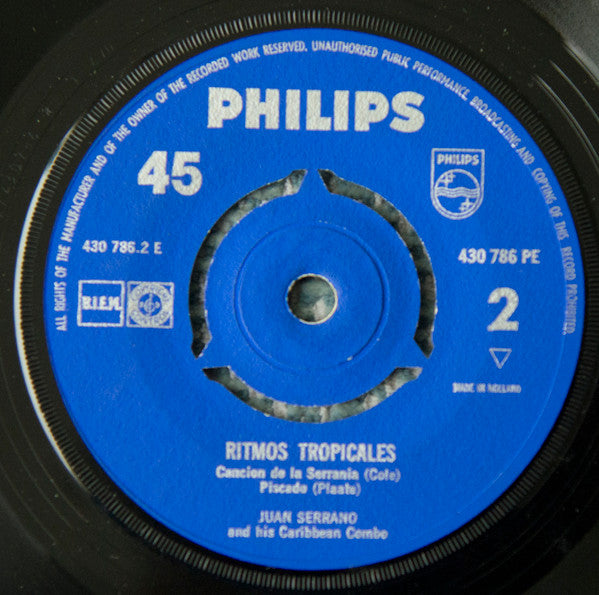 ALL RIGHTS OF THE MANUFACTURER AND OF THE OWNER OF THE RECORDED WORK RESERVED. UNAUTHORISED PUBLIC PERFORMANCE, BROADCASTING AND COPYING OF THIS RECORD PROHIBITED.
PHILIPS
45
PHILIPS
430 786.2 E
430 786 PE
B.I.E.M.
2
MADE IN HOLLAND
RITMOS TROPICALES
Cancion de la Serrania (Cole)
Piscado (Plaate)
JUAN SERRANO
and his Caribbean Combo